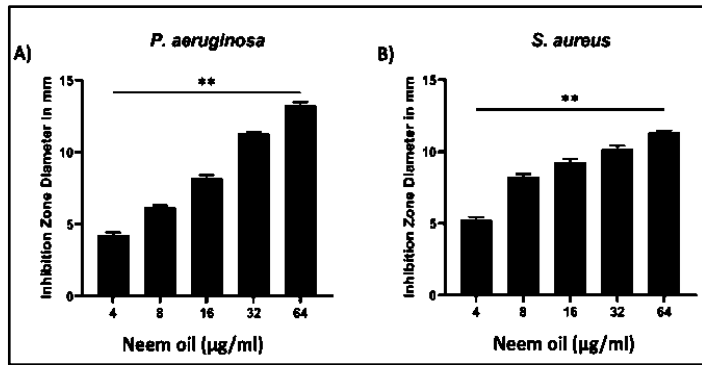 A)
P. aeruginosa
Inhibition Zone Diameter in mm
15
10
5
0
**
4 8 16 32 64
Neem oil (µg/ml)
B)
S. aureus
Inhibition Zone Diameter in mm
15
10
5
0
**
4 8 16 32 64
Neem oil (µg/ml)